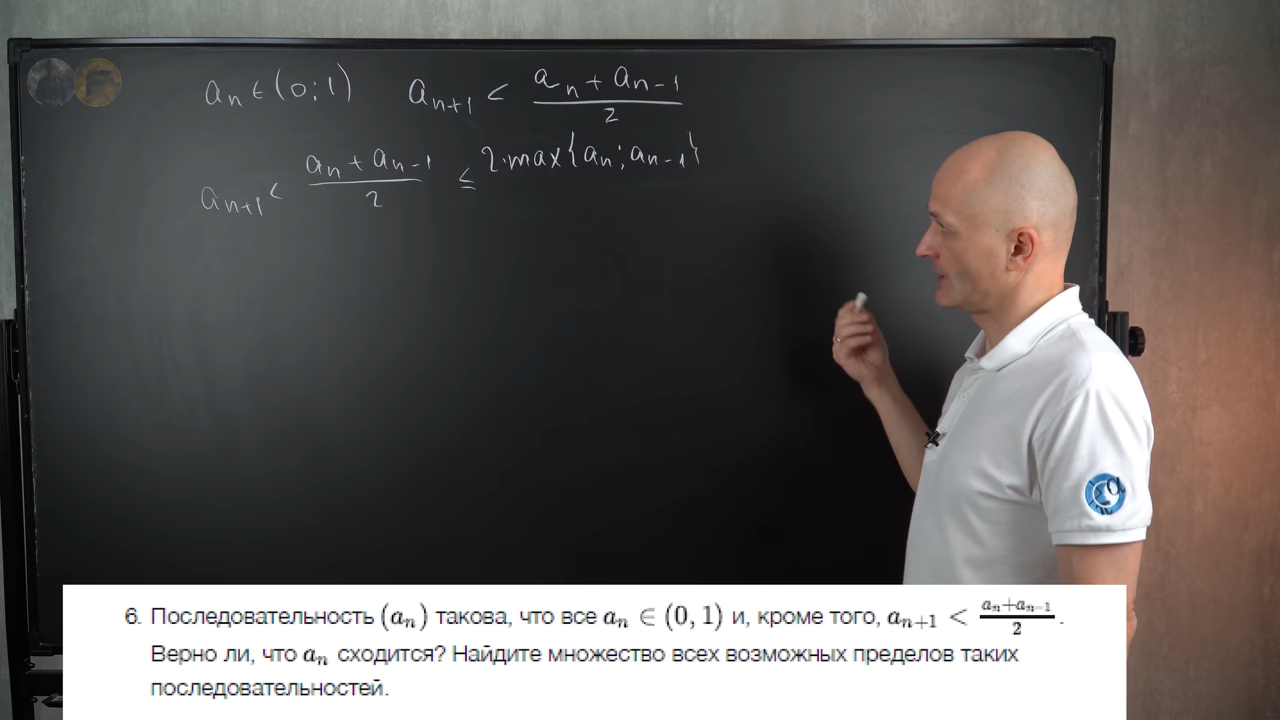 aₙ ∈ (0; 1) aₙ₊₁ < (aₙ + aₙ₋₁)/2
aₙ₊₁ < (aₙ + aₙ₋₁)/2 ≤ 2·max{aₙ; aₙ₋₁}
6. Последовательность (aₙ) такова, что все aₙ ∈ (0, 1) и, кроме того, aₙ₊₁ < (aₙ+aₙ₋₁)/2.
Верно ли, что aₙ сходится? Найдите множество всех возможных пределов таких
последовательностей.